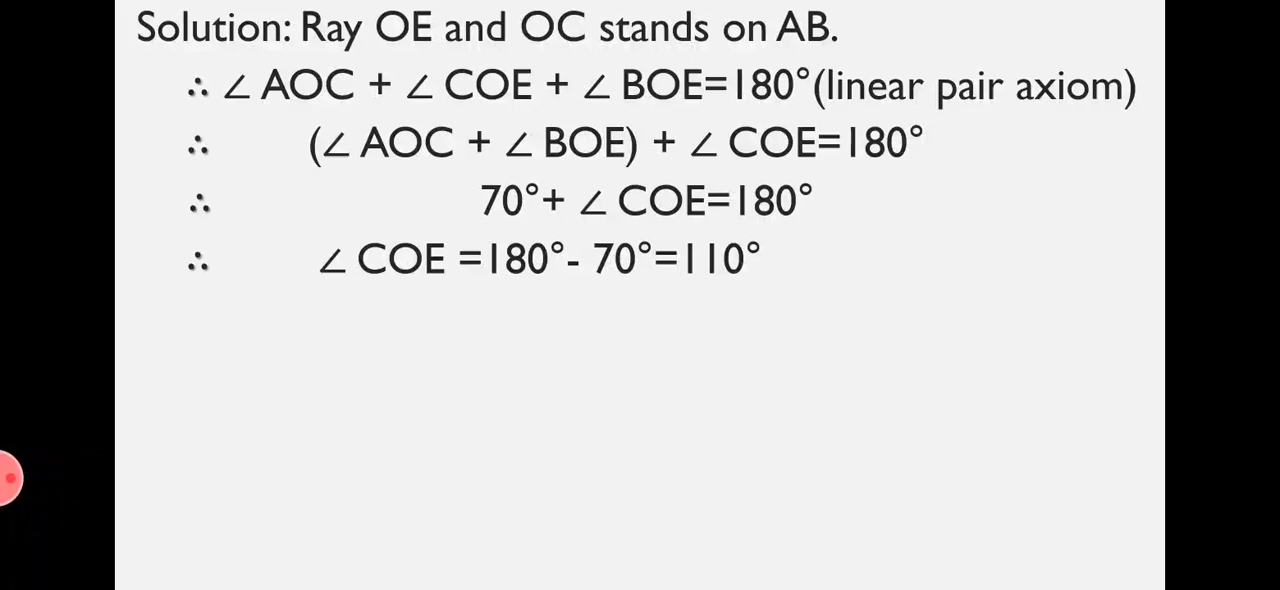 Solution: Ray OE and OC stands on AB.
∴ ∠ AOC + ∠ COE + ∠ BOE=180°(linear pair axiom)
∴ (∠ AOC + ∠ BOE) + ∠ COE=180°
∴ 70°+ ∠ COE=180°
∴ ∠ COE =180°- 70°=110°